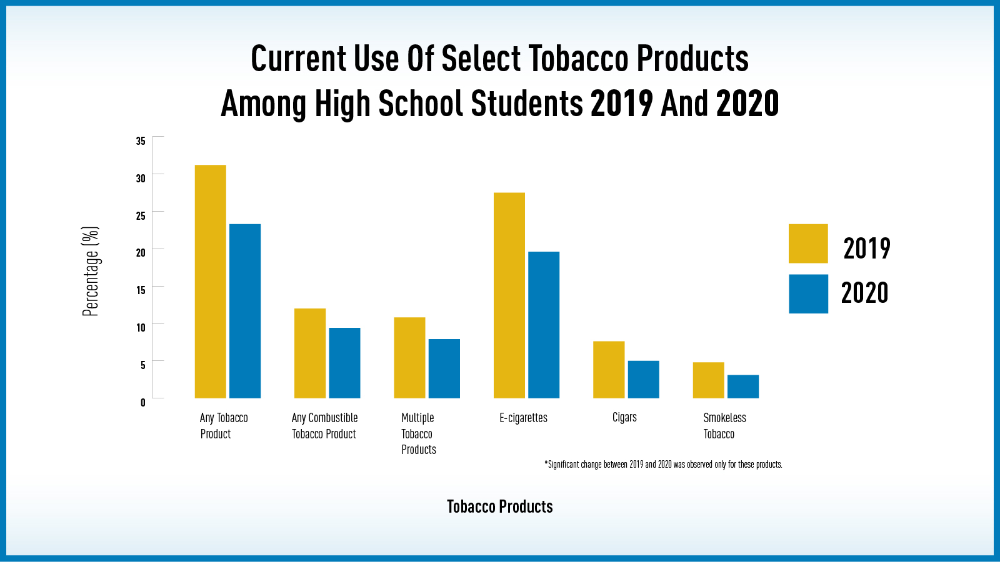 Current Use Of Select Tobacco Products
Among High School Students 2019 And 2020
35
30
25
20
15
10
5
0
Percentage (%)
2019
2020
Any Tobacco
Product
Any Combustible
Tobacco Product
Multiple
Tobacco
Products
E-cigarettes
Cigars
Smokeless
Tobacco
*Significant change between 2019 and 2020 was observed only for these products.
Tobacco Products